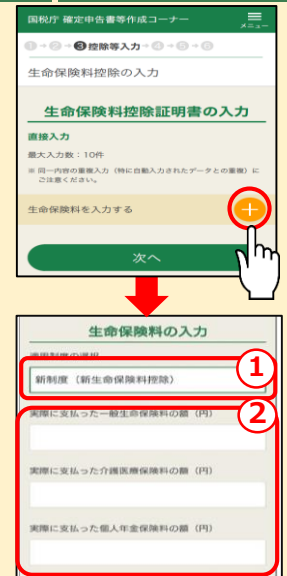 国税庁 確定申告書等作成コーナー
メニュー
①-②-③控除等入力-④-⑤-⑥
生命保険料控除の入力
生命保険料控除証明書の入力
直接入力
最大入力数:10件
※ 同一内容の重複入力(特に自動入力されたデータとの重複)に
ご注意ください。
生命保険料を入力する
次へ
生命保険料の入力
適用制度の選択
①
新制度(新生命保険料控除)
②
実際に支払った一般生命保険料の額(円)
実際に支払った介護医療保険料の額(円)
実際に支払った個人年金保険料の額(円)